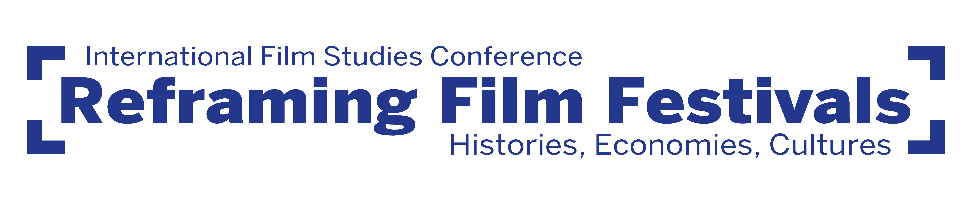 International Film Studies Conference
Reframing Film Festivals
Histories, Economies, Cultures